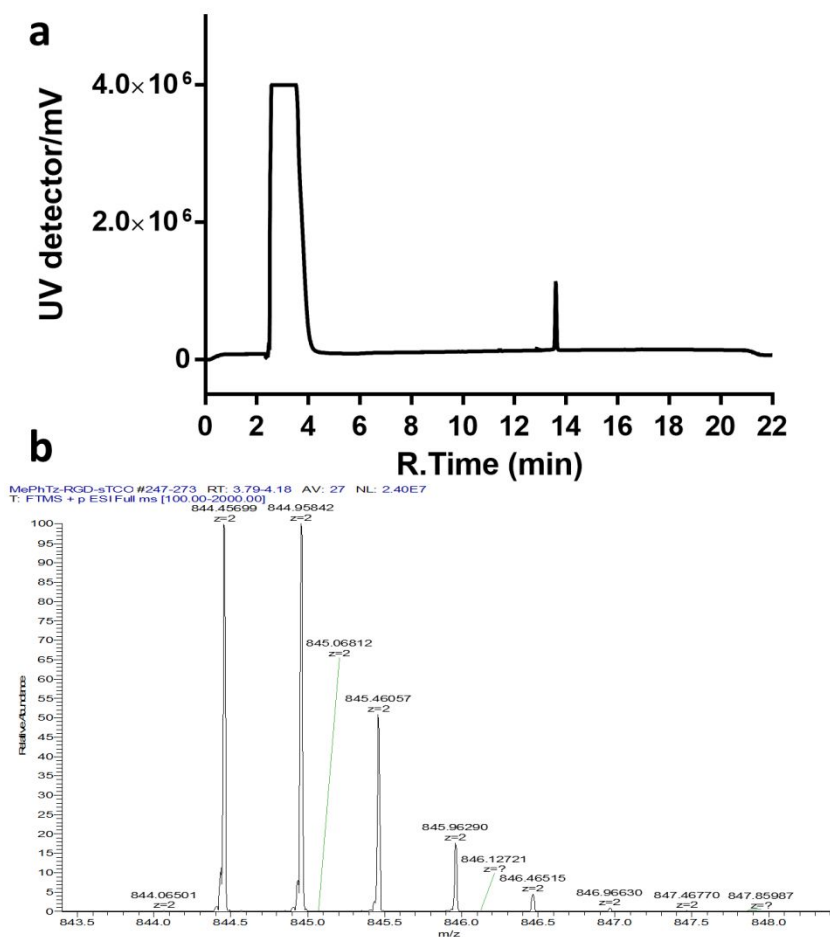 a
UV detector/mV
4.0×10⁶
2.0×10⁶
0
0 2 4 6 8 10 12 14 16 18 20 22
R.Time (min)
b
MePhTz-RGD-sTCO #247-273 RT: 3.79-4.18 AV: 27 NL: 2.40E7
T: FTMS + p ESI Full ms [100.00-2000.00]
844.45699
z=2
844.95842
z=2
845.06812
z=2
845.46057
z=2
845.96290
z=2
846.12721
z=?
846.46515
z=2
844.06501
z=2
846.96630
z=2
847.46770
z=2
847.85987
z=?
Relative Abundance
100
95
90
85
80
75
70
65
60
55
50
45
40
35
30
25
20
15
10
5
0
843.5 844.0 844.5 845.0 845.5 846.0 846.5 847.0 847.5 848.0
m/z